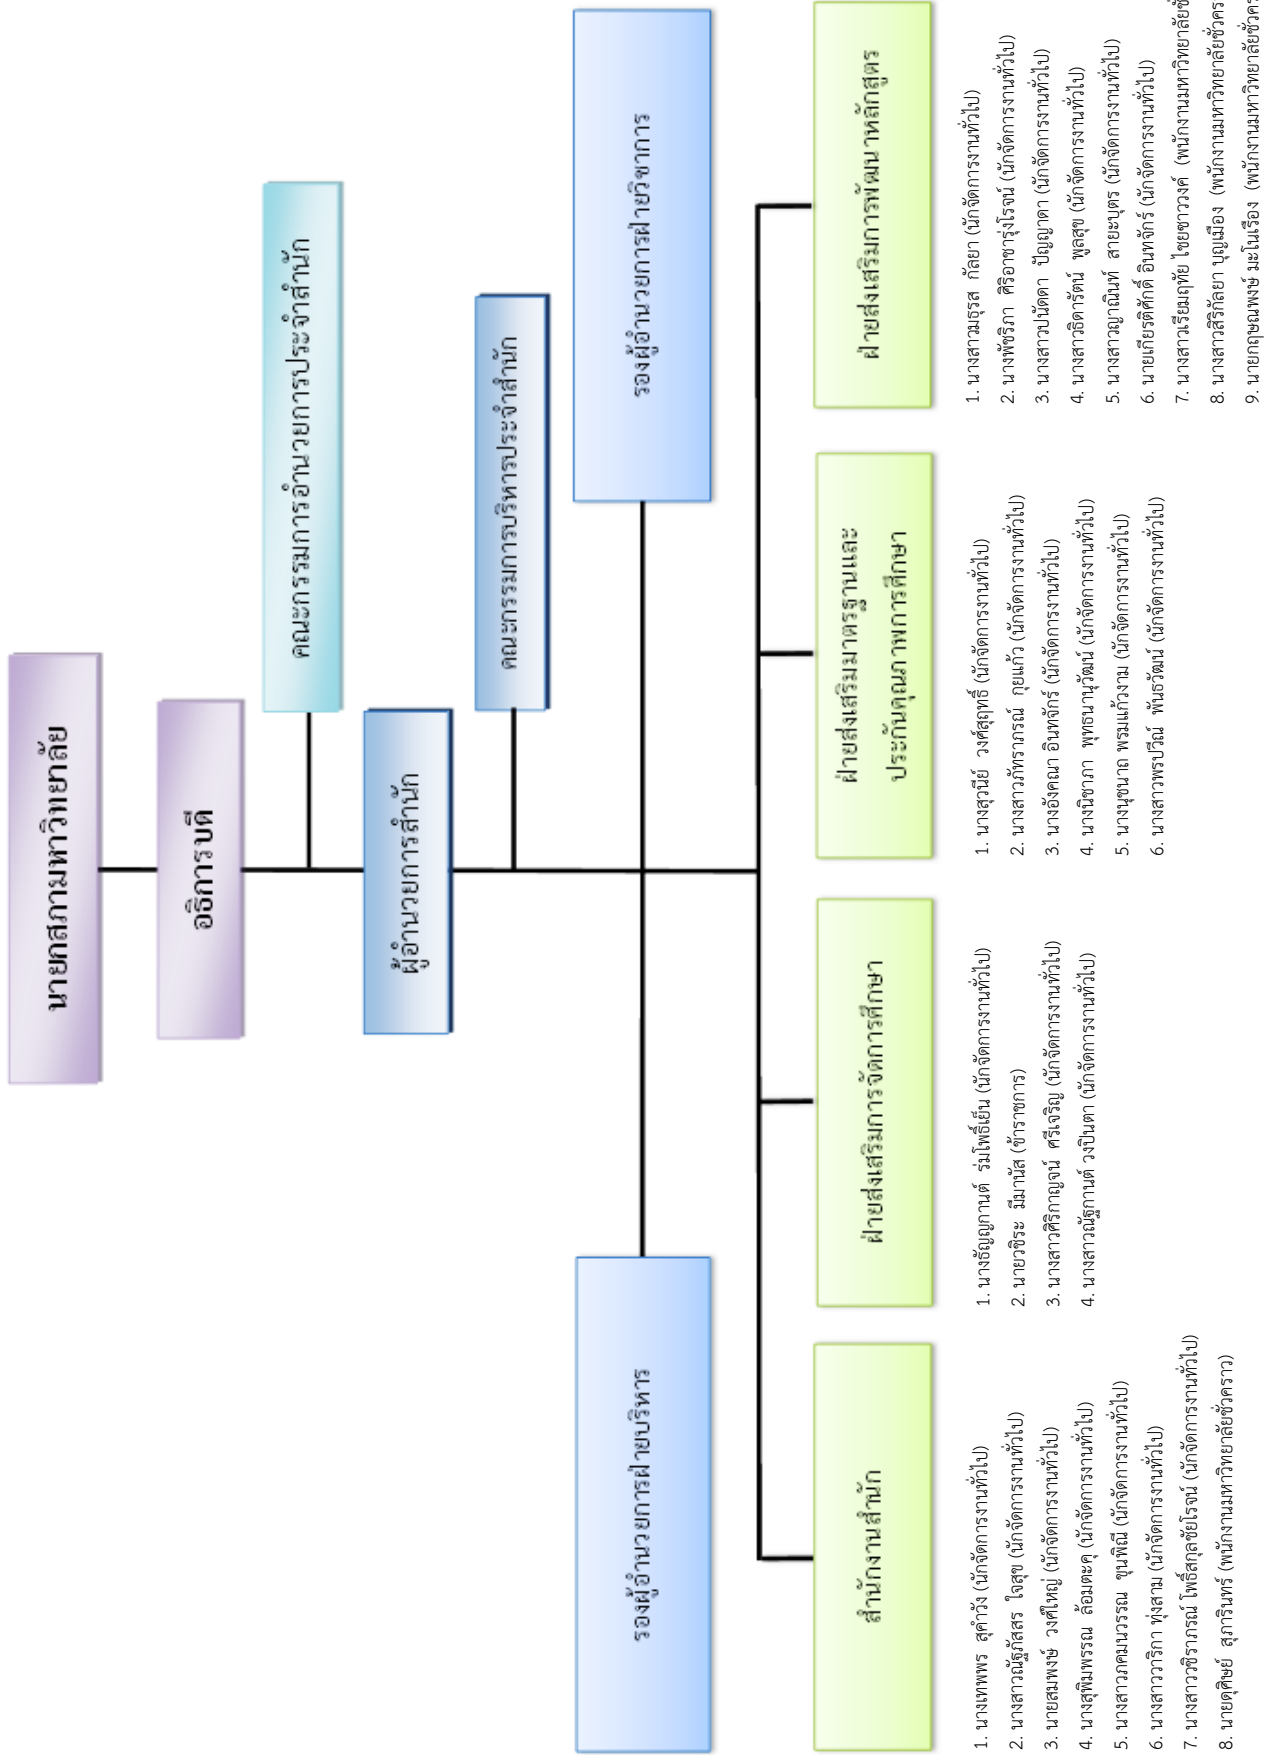 นายกสภามหาวิทยาลัย
อธิการบดี
คณะกรรมการอำนวยการประจำสำนัก
ผู้อำนวยการสำนัก
คณะกรรมการบริหารประจำสำนัก
รองผู้อำนวยการฝ่ายบริหาร
รองผู้อำนวยการฝ่ายวิชาการ
สำนักงานสำนัก
1. นางเทพพร สุคำวัง (นักจัดการงานทั่วไป)
2. นางสาวณัฐภัสสร ใจสุข (นักจัดการงานทั่วไป)
3. นายสมพงษ์ วงค์ใหญ่ (นักจัดการงานทั่วไป)
4. นางสุพิมพรรณ ล้อมตะคุ (นักจัดการงานทั่วไป)
5. นางสาวภคมนวรรณ ขุนพิณี (นักจัดการงานทั่วไป)
6. นางสาววาริกา ทุ่งสาม (นักจัดการงานทั่วไป)
7. นางสาววชิราภรณ์ โพธิ์สกุลชัยโรจน์ (นักจัดการงานทั่วไป)
8. นายดุศิษย์ สุภารินทร์ (พนักงานมหาวิทยาลัยชั่วคราว)
ฝ่ายส่งเสริมการจัดการศึกษา
1. นางธัญญกานต์ ร่มโพธิ์เย็น (นักจัดการงานทั่วไป)
2. นายวชิระ มีมานัส (ข้าราชการ)
3. นางสาวศิริกาญจน์ ศรีเจริญ (นักจัดการงานทั่วไป)
4. นางสาวณัฐกานต์ วงปินตา (นักจัดการงานทั่วไป)
ฝ่ายส่งเสริมมาตรฐานและ
ประกันคุณภาพการศึกษา
1. นางสุวนีย์ วงศ์สุฤทธิ์ (นักจัดการงานทั่วไป)
2. นางสาวภัทราภรณ์ กุยแก้ว (นักจัดการงานทั่วไป)
3. นางอังคณา อินทจักร์ (นักจัดการงานทั่วไป)
4. นางนิชาภา พุทธนานุวัฒน์ (นักจัดการงานทั่วไป)
5. นางนุชนาถ พรมแก้วงาม (นักจัดการงานทั่วไป)
6. นางสาวพรปวีณ์ พันธวัฒน์ (นักจัดการงานทั่วไป)
ฝ่ายส่งเสริมการพัฒนาหลักสูตร
1. นางสาวมธุรส กัลยา (นักจัดการงานทั่วไป)
2. นางพัชริภา ศิริอาชารุ่งโรจน์ (นักจัดการงานทั่วไป)
3. นางสาวปนัดดา ปัญญาดา (นักจัดการงานทั่วไป)
4. นางสาวธิดารัตน์ พูลสุข (นักจัดการงานทั่วไป)
5. นางสาวญาณินท์ สายะบุตร (นักจัดการงานทั่วไป)
6. นายเกียรติศักดิ์ อินทจักร์ (นักจัดการงานทั่วไป)
7. นางสาวเรียมฤทัย ไชยชาววงค์ (พนักงานมหาวิทยาลัย
8. นางสาวสิริกัลยา บุญเมือง (พนักงานมหาวิทยาลัยชั่วคร
9. นายกฤษณพงษ์ มะโนเรือง (พนักงานมหาวิทยาลัยชั่วคร